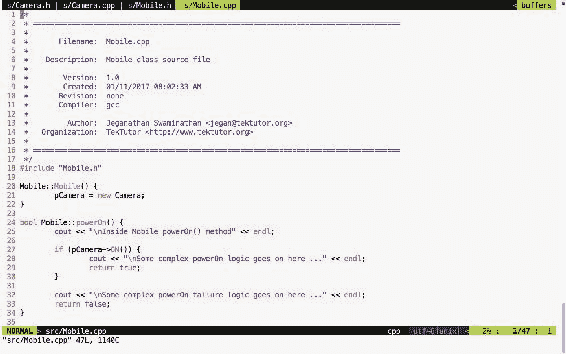 s/Camera.h | s/Camera.cpp | s/Mobile.h | s/Mobile.cpp < buffers
1 /*
2 * ================================================================================
3 *
4 * Filename: Mobile.cpp
5 *
6 * Description: Mobile class source file
7 *
8 * Version: 1.0
9 * Created: 01/11/2017 08:02:33 AM
10 * Revision: none
11 * Compiler: gcc
12 *
13 * Author: Jeganathan Swaminathan <jegan@tektutor.org>
14 * Organization: TekTutor <http://www.tektutor.org>
15 *
16 * ================================================================================
17 */
18 #include "Mobile.h"
19
20 Mobile::Mobile() {
21 pCamera = new Camera;
22 }
23
24 bool Mobile::powerOn() {
25 cout << "\nInside Mobile powerOn() method" << endl;
26
27 if (pCamera->ON()) {
28 cout << "\nSome complex powerOn logic goes on here ..." << endl;
29 return true;
30 }
31
32 cout << "\nSome complex powerOn failure logic goes on here ..." << endl;
33 return false;
34 }
35
NORMAL > src/Mobile.cpp cpp < 2% : 1/47 : 1
"src/Mobile.cpp" 47L, 1140C